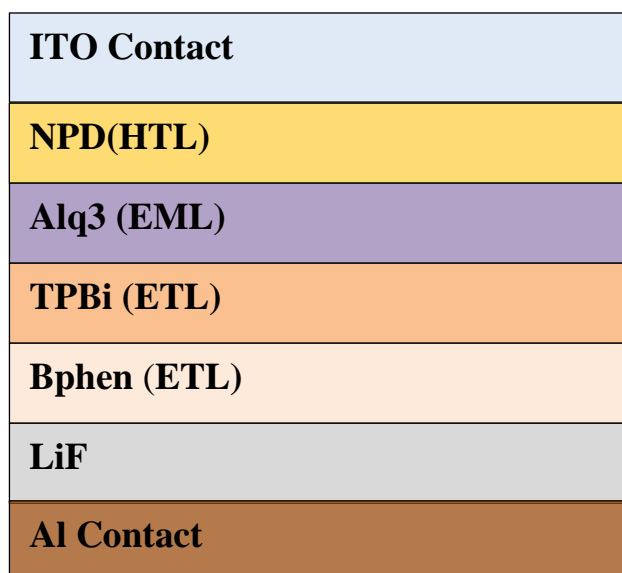 ITO Contact
NPD(HTL)
Alq3 (EML)
TPBi (ETL)
Bphen (ETL)
LiF
Al Contact